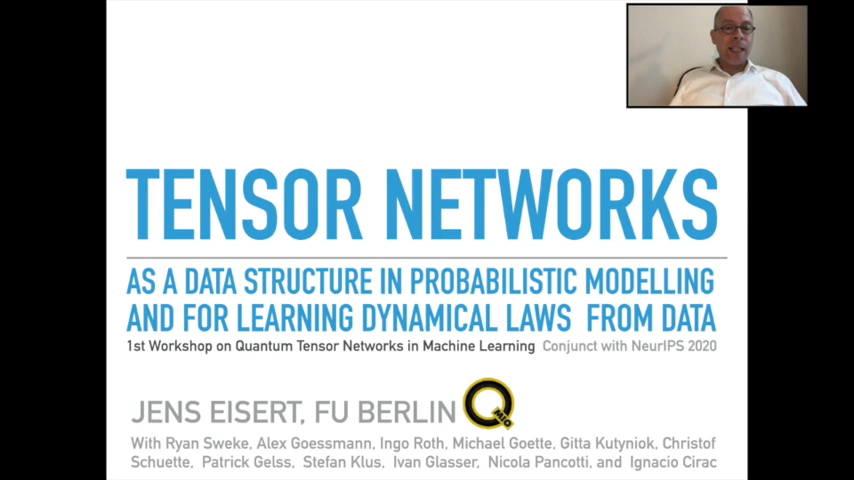 TENSOR NETWORKS
AS A DATA STRUCTURE IN PROBABILISTIC MODELLING
AND FOR LEARNING DYNAMICAL LAWS FROM DATA
1st Workshop on Quantum Tensor Networks in Machine Learning Conjunct with NeurIPS 2020
JENS EISERT, FU BERLIN
With Ryan Sweke, Alex Goessmann, Ingo Roth, Michael Goette, Gitta Kutyniok, Christof
Schuette, Patrick Gelss, Stefan Klus, Ivan Glasser, Nicola Pancotti, and Ignacio Cirac